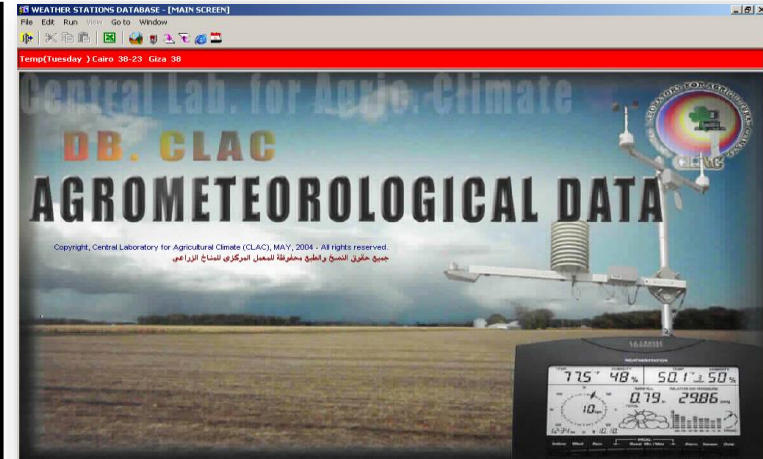 WEATHER STATIONS DATABASE - [MAIN SCREEN]
File Edit Run View Go to Window
Temp(Tuesday ) Cairo 38-23 Giza 38
Central Lab. for Agric. Climate
DB. CLAC
AGROMETEOROLOGICAL DATA
CLAC
Copyright, Central Laboratory for Agricultural Climate (CLAC), MAY, 2004 - All rights reserved.
جميع حقوق النسخ والطبع محفوظة للمعمل المركزى للمناخ الزراعى
77.5 48% 50.1 50%
0.79 29.86
10